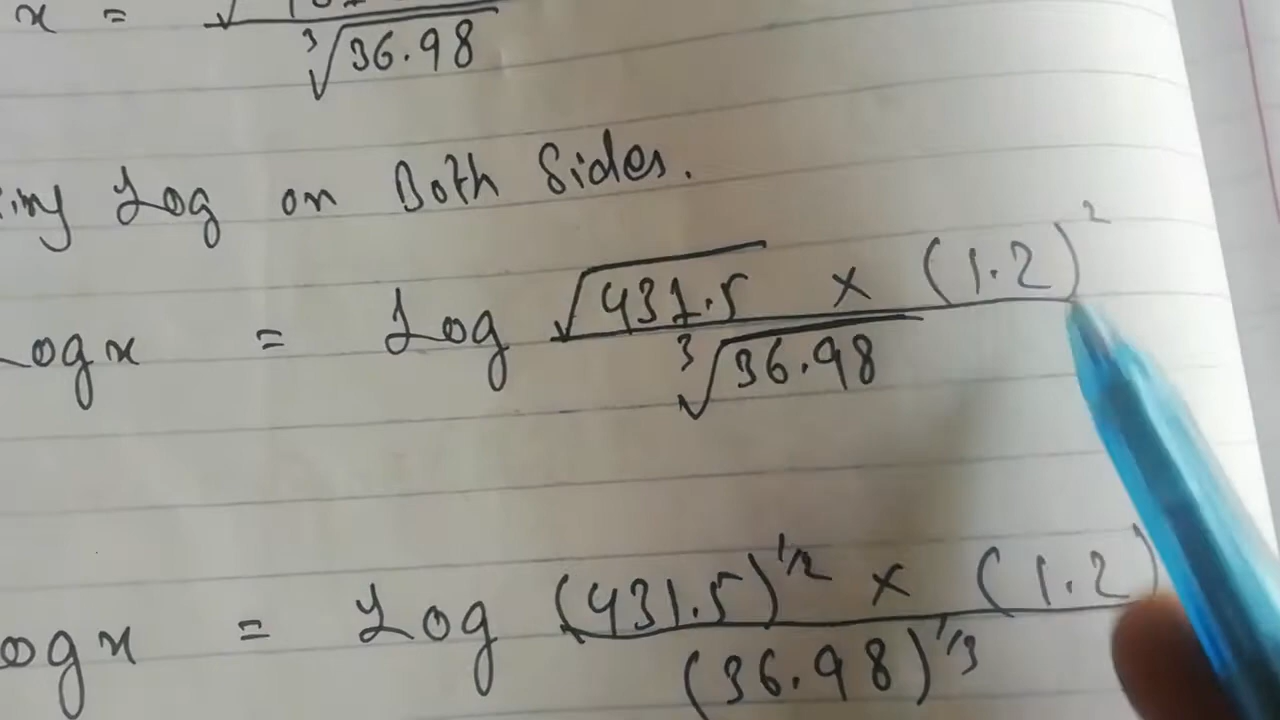 x = √
∛36.98
Log on Both Sides.
Log x = Log √431.5 × (1.2)²
∛36.98
ogx = Log (431.5)^1/2 × (1.2)
(36.98)^1/3